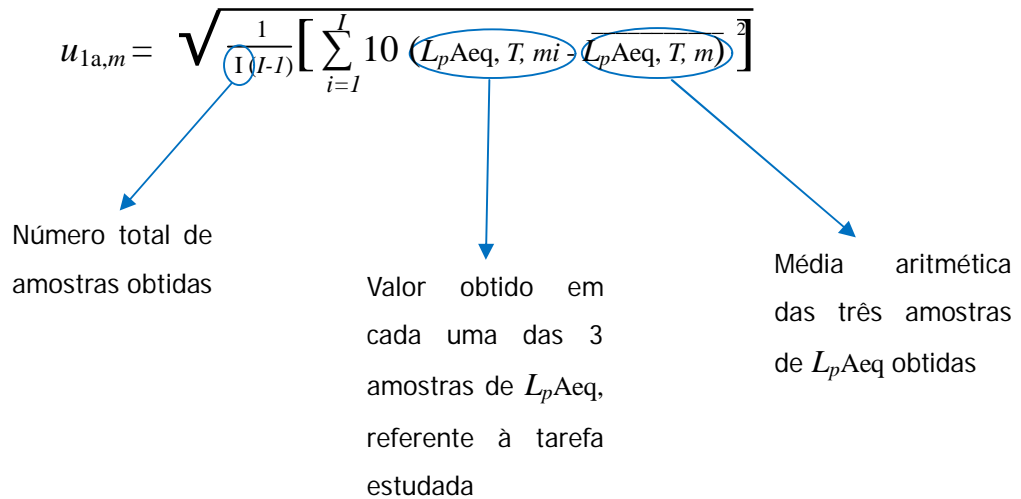 u1a,m = √ 1/I (I-1) [ ∑ i=1 I 10 (LpAeq, T, mi - LpAeq, T, m) 2 ]
Número total de
amostras obtidas
Valor obtido em
cada uma das 3
amostras de LpAeq,
referente à tarefa
estudada
Média aritmética
das três amostras
de LpAeq obtidas